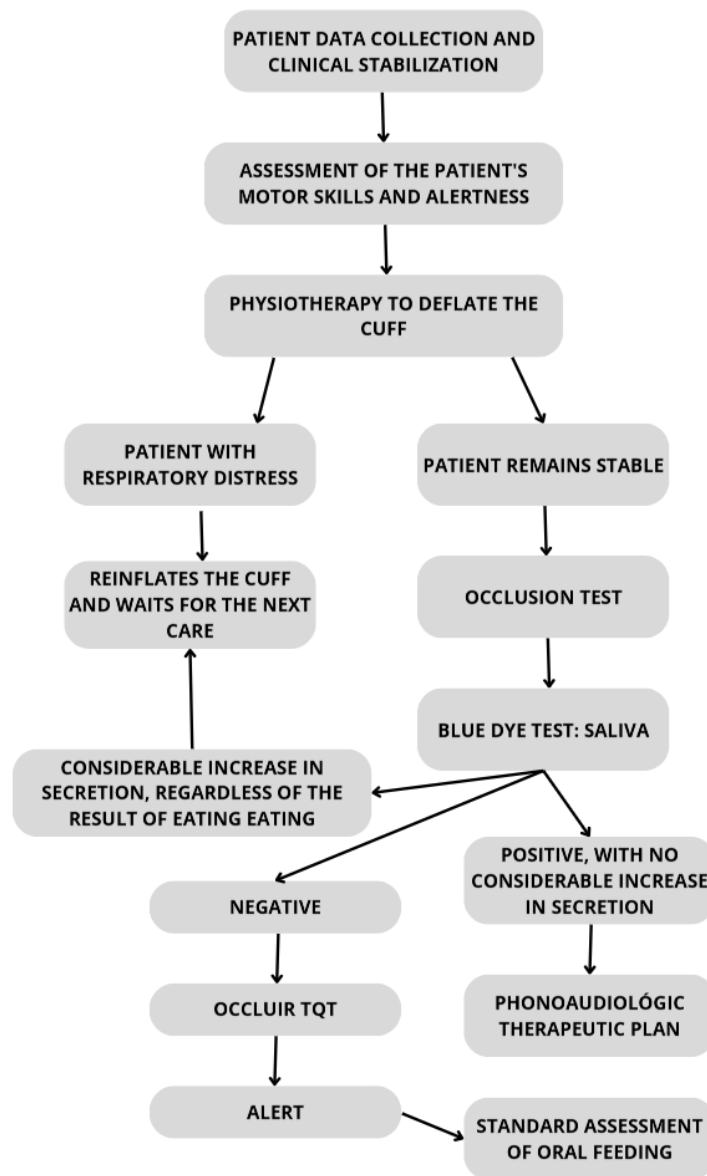 PATIENT DATA COLLECTION AND
CLINICAL STABILIZATION
ASSESSMENT OF THE PATIENT'S
MOTOR SKILLS AND ALERTNESS
PHYSIOTHERAPY TO DEFLATE THE
CUFF
PATIENT WITH
RESPIRATORY DISTRESS
PATIENT REMAINS STABLE
REINFLATES THE CUFF
AND WAITS FOR THE NEXT
CARE
OCCLUSION TEST
BLUE DYE TEST: SALIVA
CONSIDERABLE INCREASE IN
SECRETION, REGARDLESS OF THE
RESULT OF EATING EATING
POSITIVE, WITH NO
CONSIDERABLE INCREASE
IN SECRETION
NEGATIVE
OCCLUIR TQT
PHONOAUDIOLÓGIC
THERAPEUTIC PLAN
ALERT
STANDARD ASSESSMENT
OF ORAL FEEDING